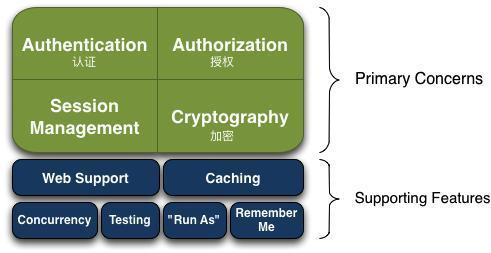 Authentication
认证
Authorization
授权
Session
Management
Cryptography
加密
Primary Concerns
Web Support
Caching
Concurrency
Testing
"Run As"
Remember
Me
Supporting Features